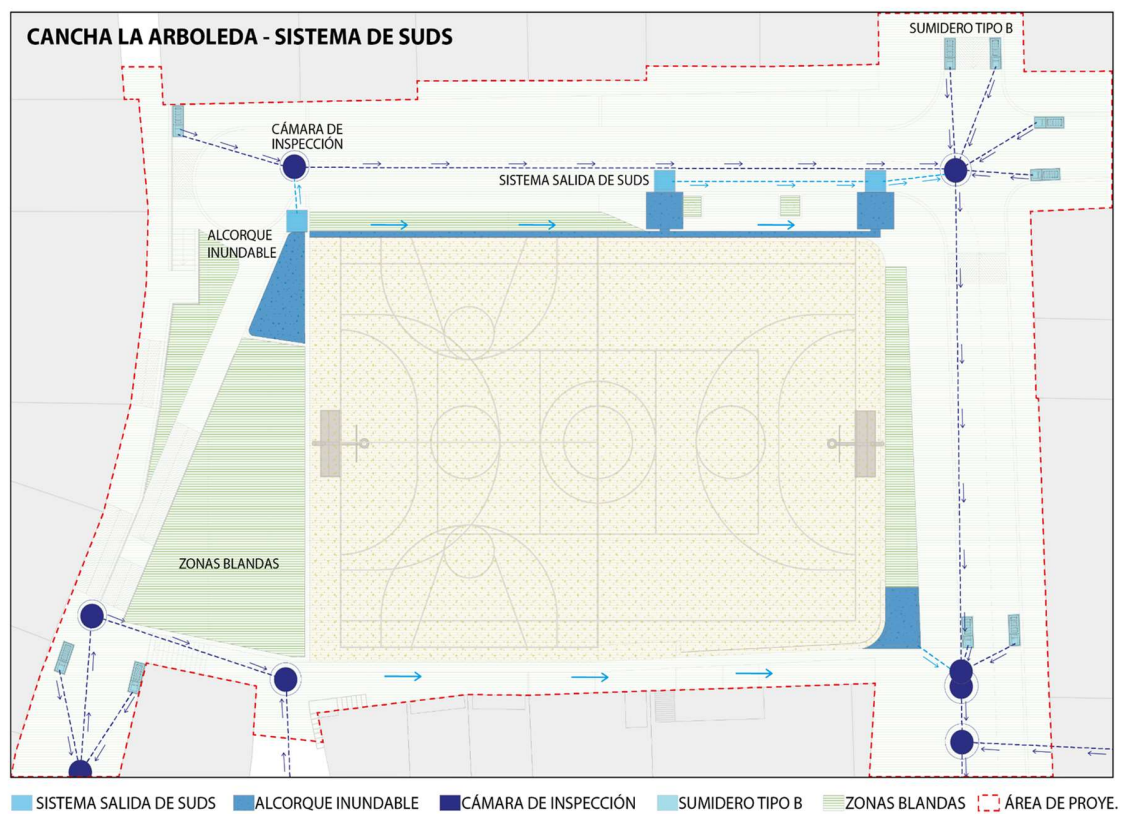 CANCHA LA ARBOLEDA - SISTEMA DE SUDS
SUMIDERO TIPO B
CÁMARA DE
INSPECCIÓN
SISTEMA SALIDA DE SUDS
ALCORQUE
INUNDABLE
ZONAS BLANDAS
SISTEMA SALIDA DE SUDS
ALCORQUE INUNDABLE
CÁMARA DE INSPECCIÓN
SUMIDERO TIPO B
ZONAS BLANDAS
ÁREA DE PROYE.